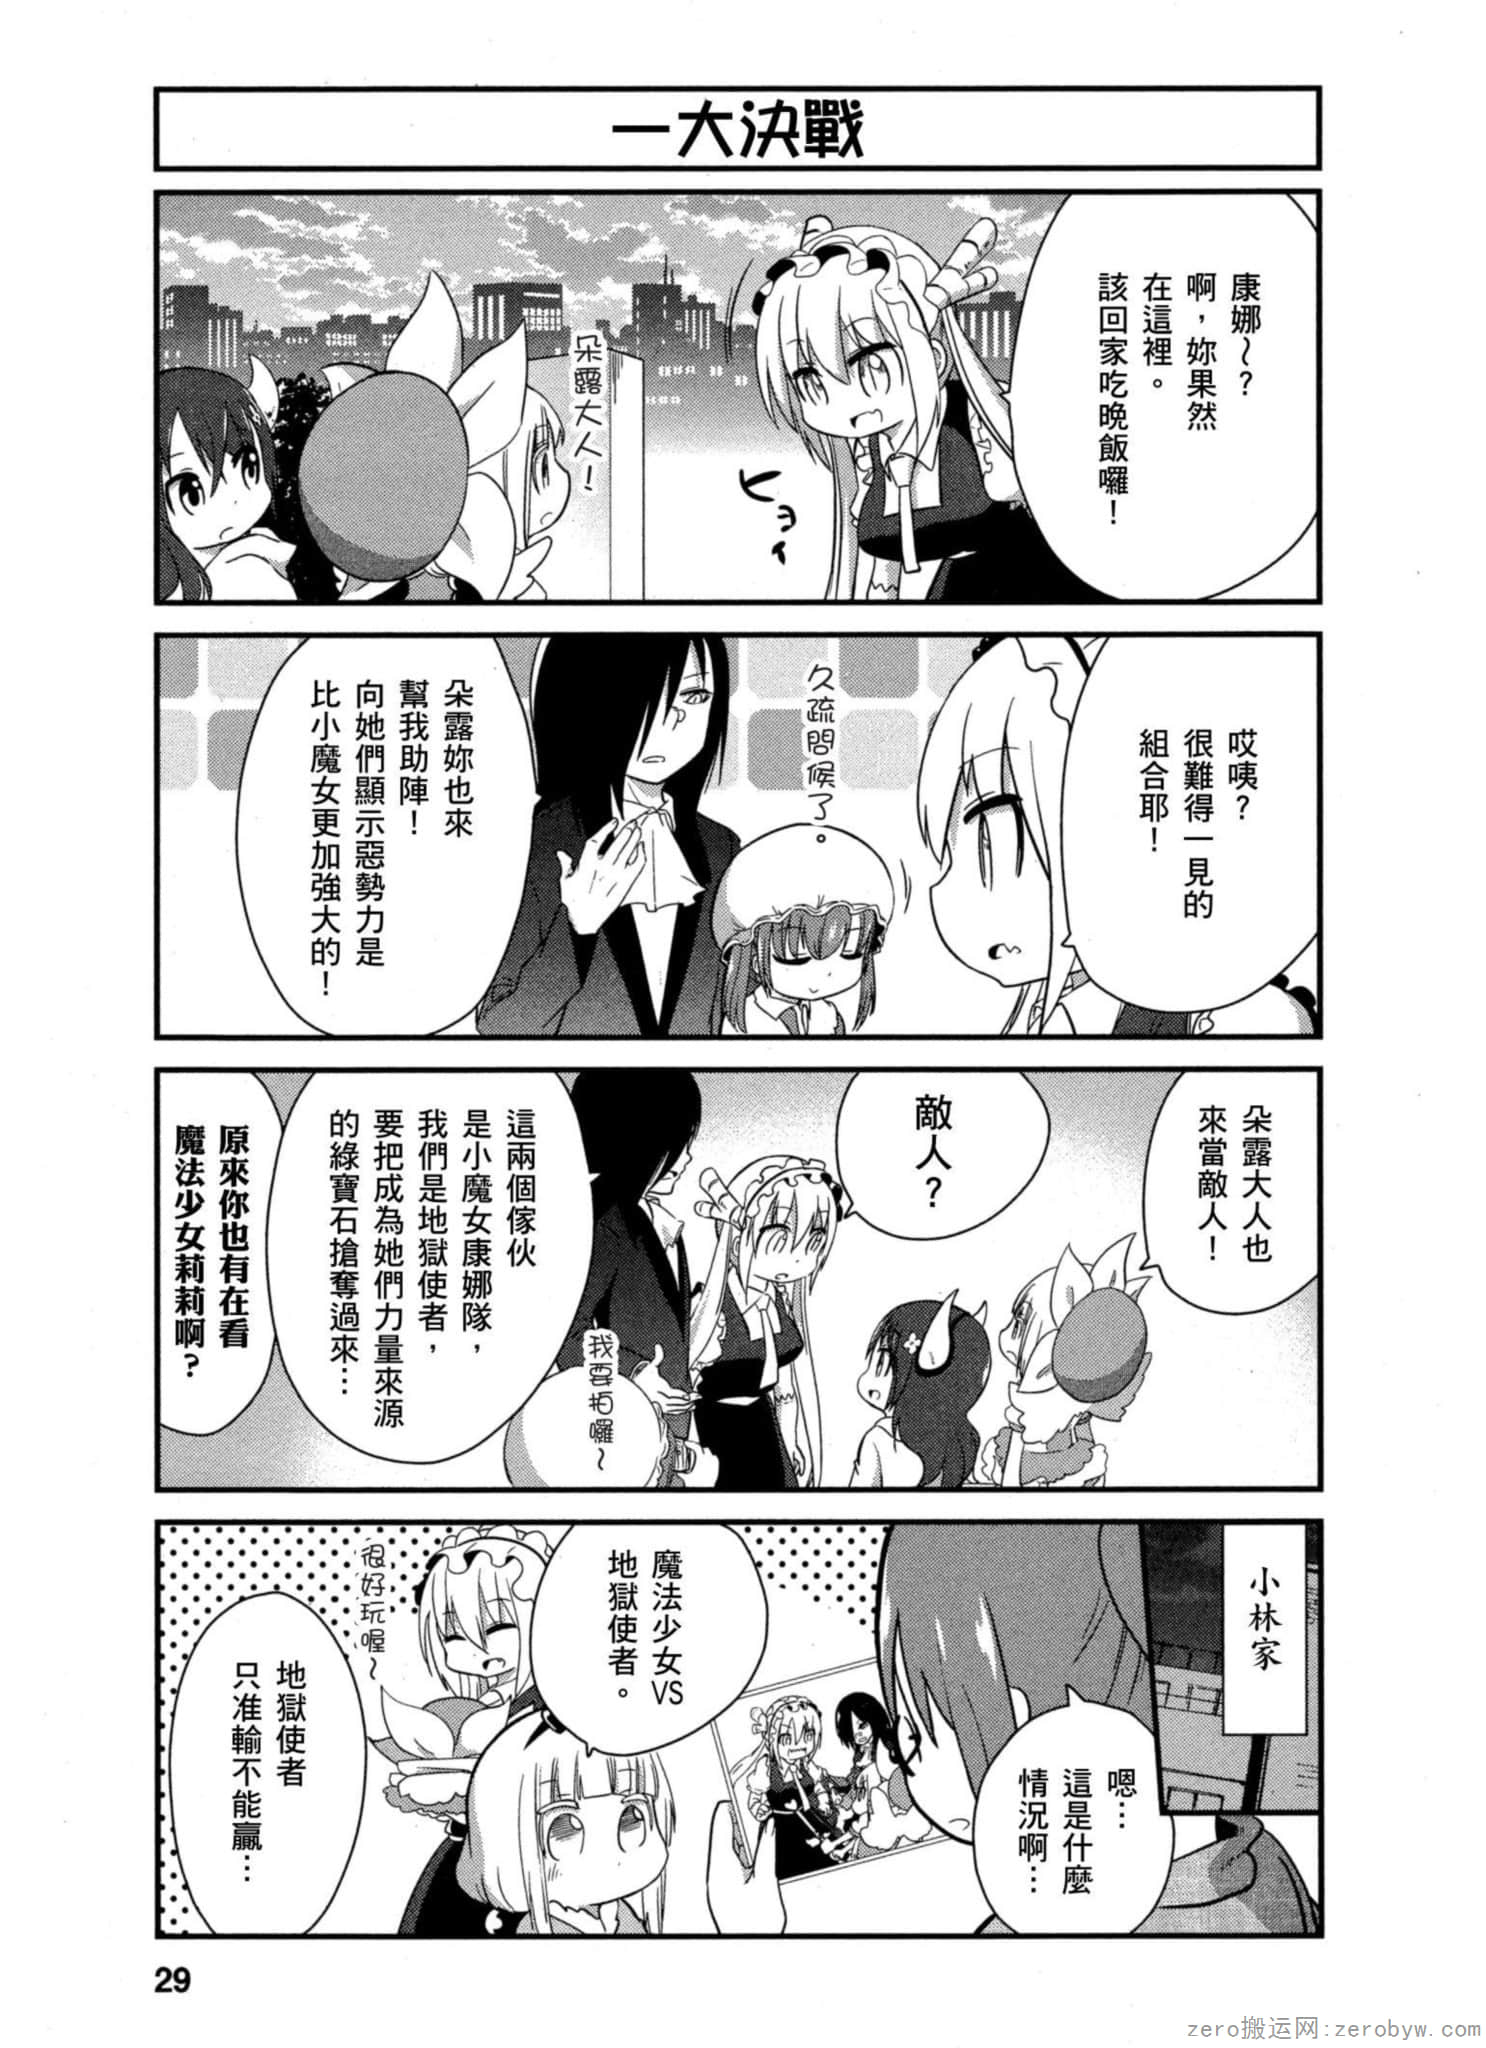 一大決戰
康娜～？
啊，妳果然
在這裡。
該回家吃晚飯囉！
ヒョイ
朵露大人！
哎咦？
很難得一見的
組合耶！
久疏問候了。
朵露妳也來
幫我助陣！
向她們顯示惡勢力是
比小魔女更加強大的！
朵露大人也
來當敵人！
敵人？
這兩個傢伙
是小魔女康娜隊，
我們是地獄使者，
要把成為她們力量來源
的綠寶石搶奪過來…
我要拍囉～
原來你也有在看
魔法少女莉莉啊？
小林家
嗯…
這是什麼
情況啊…
魔法少女VS
地獄使者。
很好玩喔～
地獄使者
只准輸不能贏…
29
zero搬运网:zerobyw.com